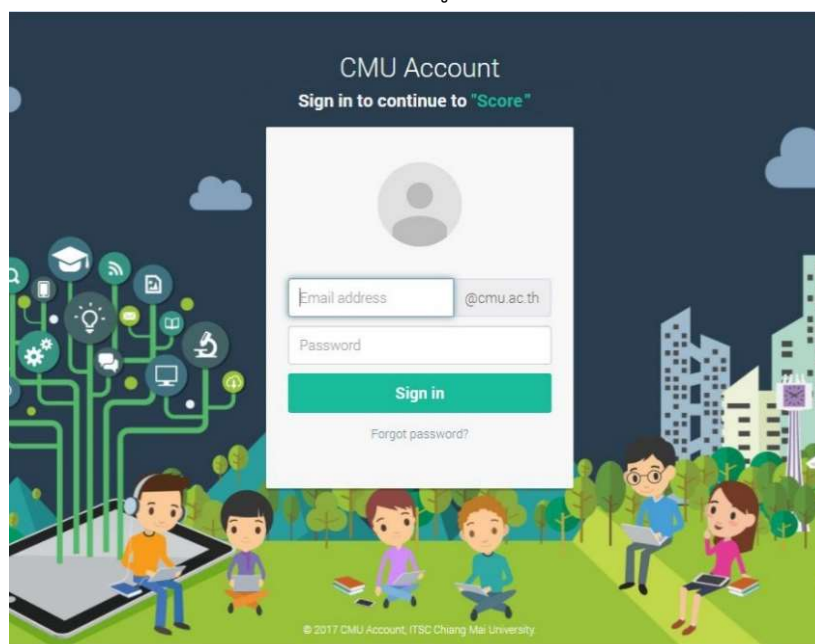 CMU Account
Sign in to continue to "Score"
Email address @cmu.ac.th
Password
Sign in
Forgot password?
© 2017 CMU Account, ITSC Chiang Mai University.